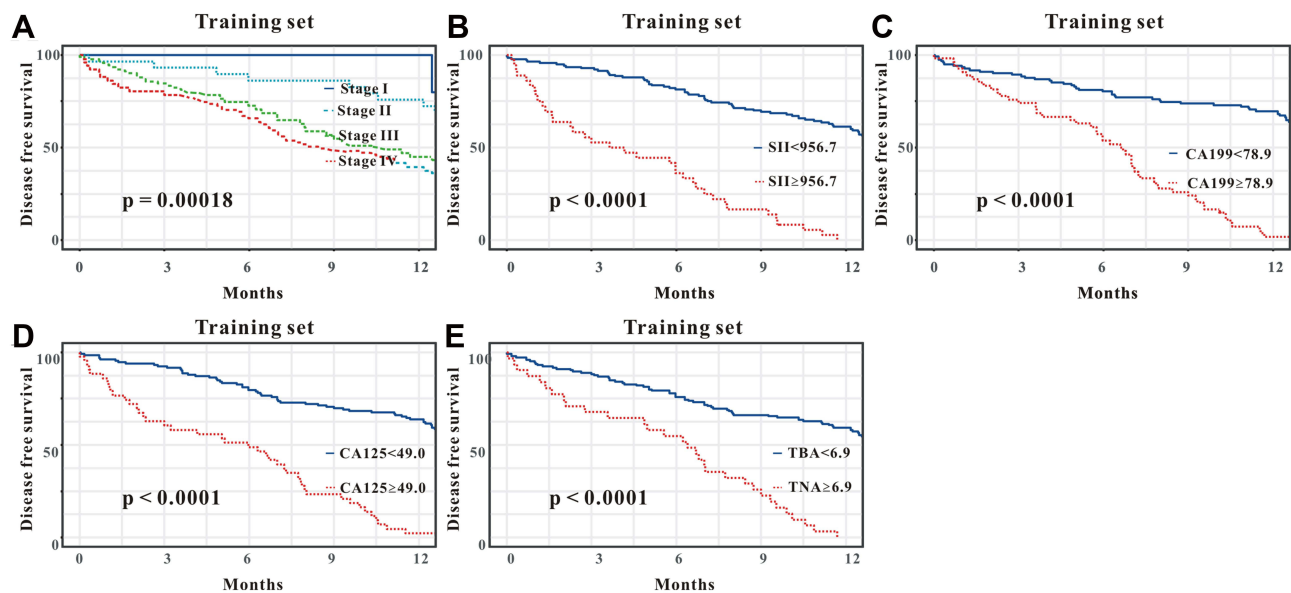 A
Training set
Disease free survival
100
50
0
Stage I
Stage II
Stage III
Stage IV
p = 0.00018
0 3 6 9 12
Months
B
Training set
Disease free survival
100
50
0
SII<956.7
SII≥956.7
p < 0.0001
0 3 6 9 12
Months
C
Training set
Disease free survival
100
50
0
CA199<78.9
CA199≥78.9
p < 0.0001
0 3 6 9 12
Months
D
Training set
Disease free survival
100
50
0
CA125<49.0
CA125≥49.0
p < 0.0001
0 3 6 9 12
Months
E
Training set
Disease free survival
100
50
0
TBA<6.9
TNA≥6.9
p < 0.0001
0 3 6 9 12
Months